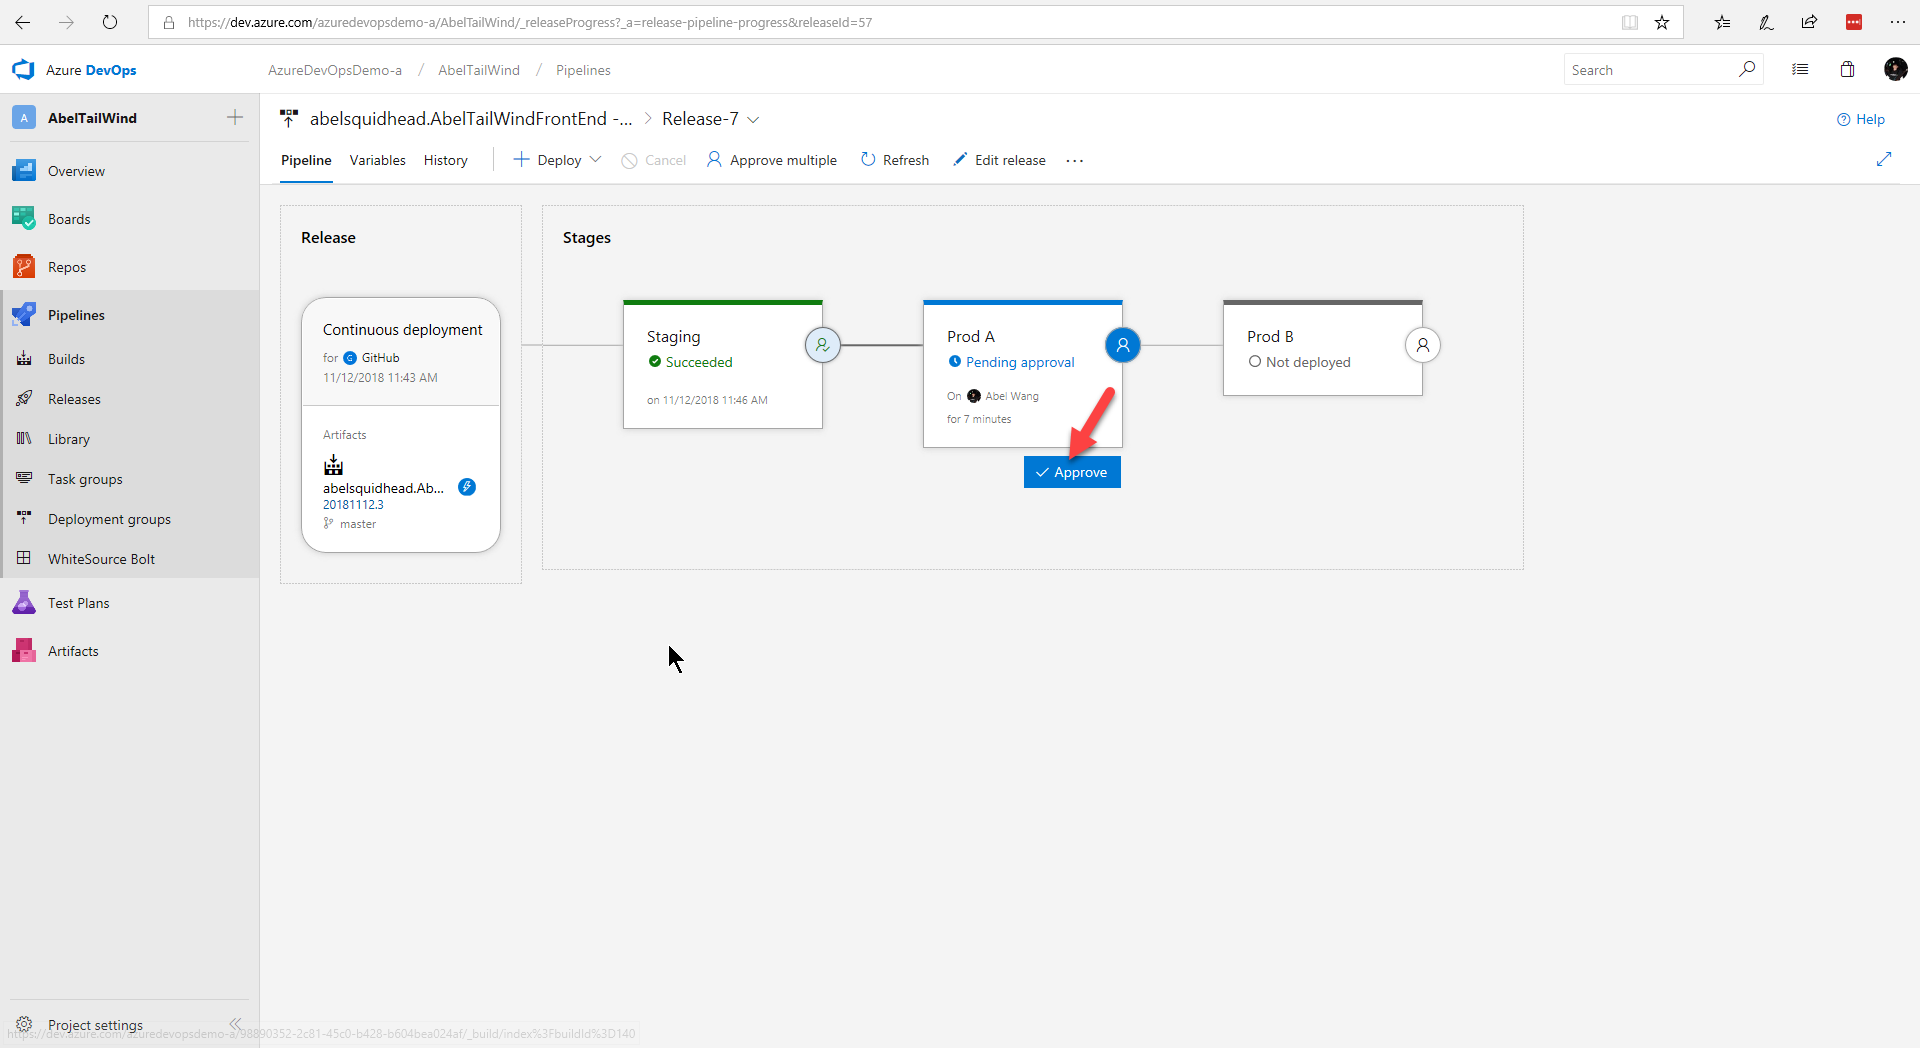 https://dev.azure.com/azuredevopsdemo-a/AbelTailWind/_releaseProgress?_a=release-pipeline-progress&releaseId=57
Azure DevOps
AzureDevOpsDemo-a / AbelTailWind / Pipelines
Search
A AbelTailWind
abelsquidhead.AbelTailWindFrontEnd -... > Release-7
Help
Pipeline Variables History Deploy Cancel Approve multiple Refresh Edit release ...
Overview
Boards
Repos
Pipelines
Builds
Releases
Library
Task groups
Deployment groups
WhiteSource Bolt
Test Plans
Artifacts
Project settings
Release
Continuous deployment
for G GitHub
11/12/2018 11:43 AM
Artifacts
abelsquidhead.Ab...
20181112.3
master
Stages
Staging
Succeeded
on 11/12/2018 11:46 AM
Prod A
Pending approval
On Abel Wang
for 7 minutes
Approve
Prod B
Not deployed
https://dev.azure.com/azuredevopsdemo-a/98890352-2c81-45c0-b428-b604bea024af/_build/index%3FbuildId%3D140